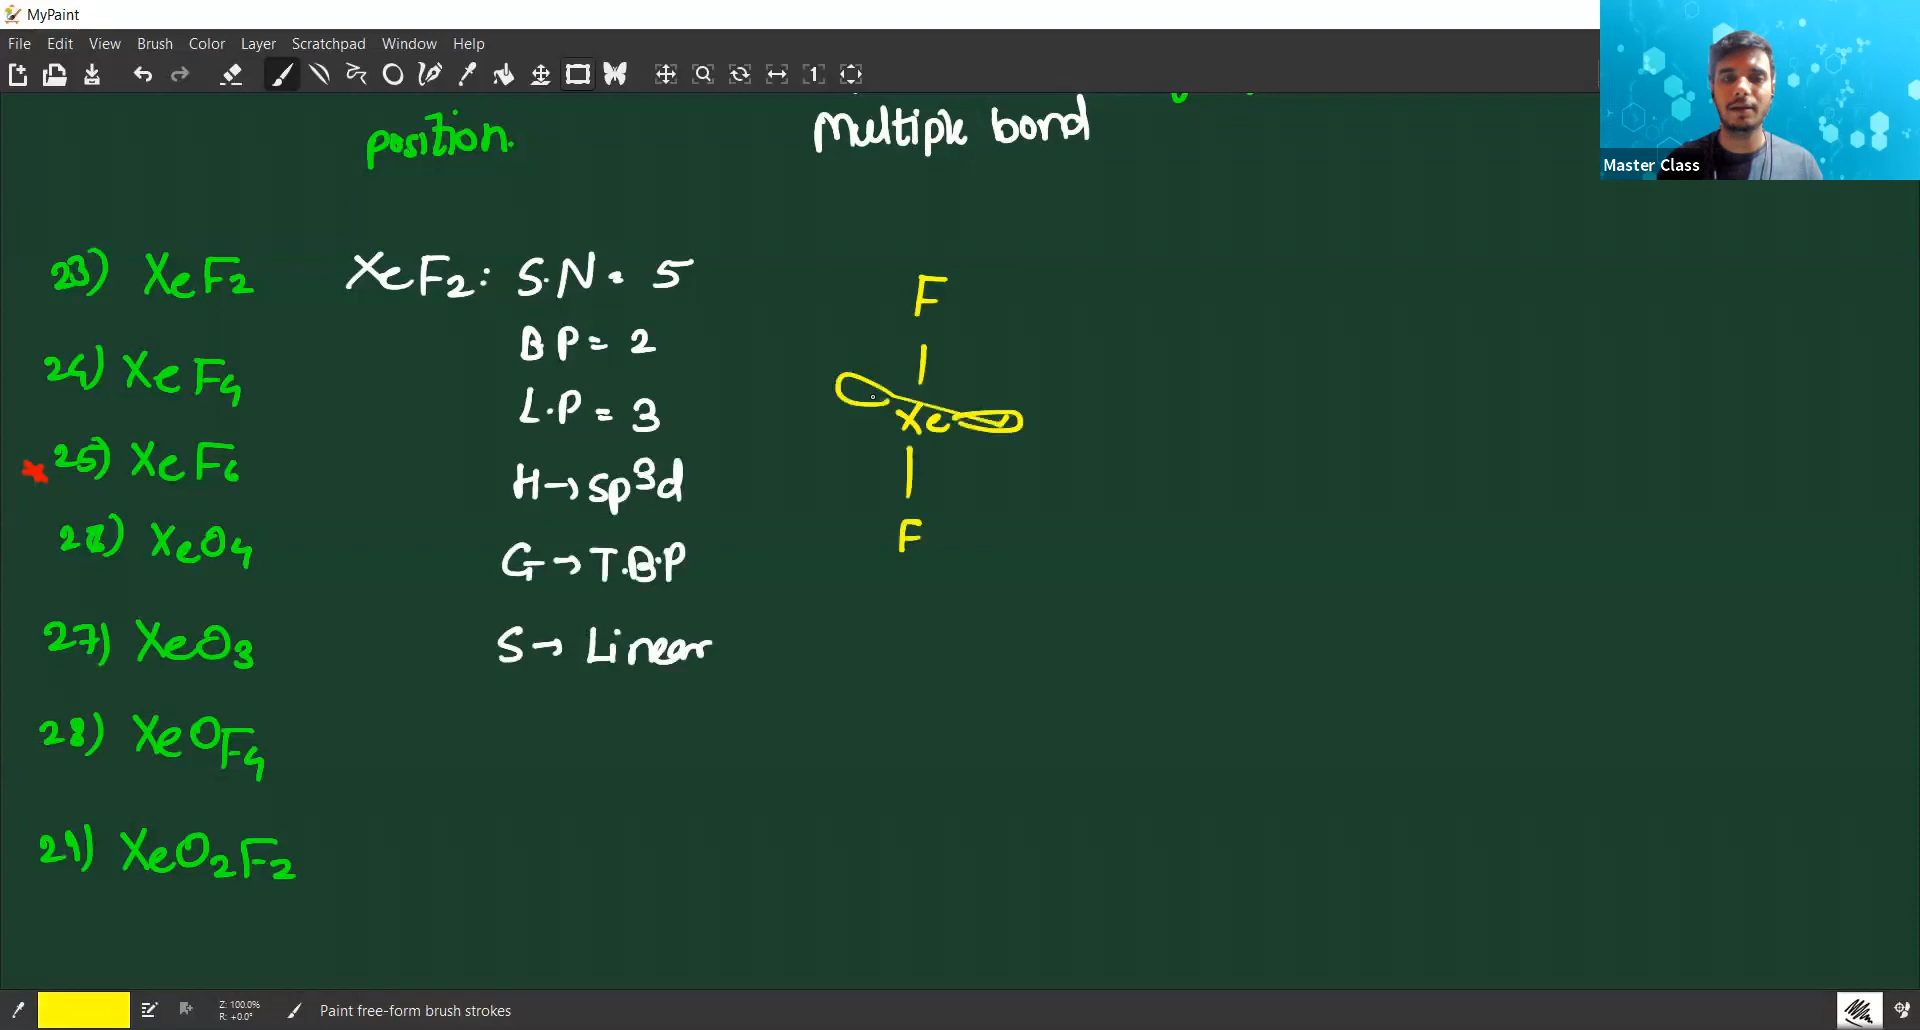 MyPaint
File Edit View Brush Color Layer Scratchpad Window Help
Master Class
position.
multiple bond
23) XeF2
24) XeF4
25) XeF6
XeO4
27) XeO3
28) XeOF4
29) XeO2F2
XeF2: S.N = 5
B P = 2
L.P = 3
H → sp3d
G → T.B.P
S → Linear
F
Xe
F
Z: 100.0%
R: +0.0°
Paint free-form brush strokes